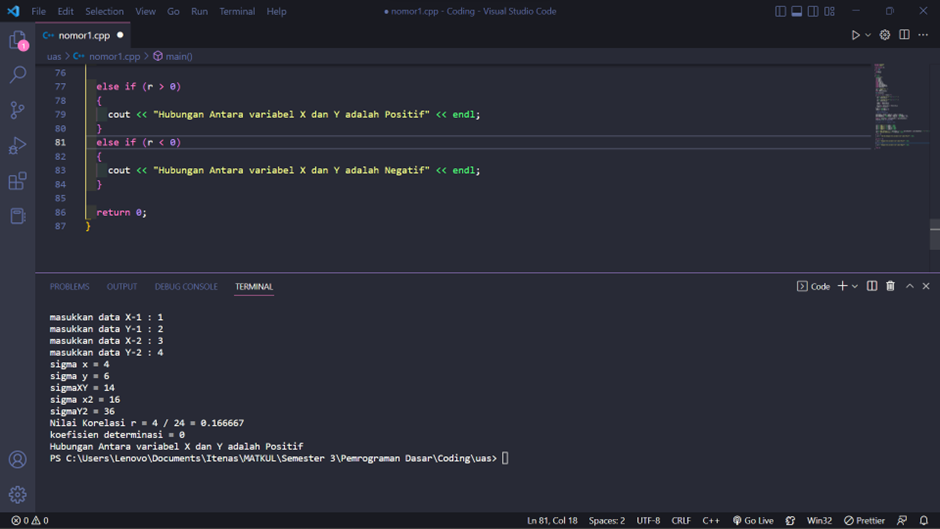 File Edit Selection View Go Run Terminal Help
● nomor1.cpp - Coding - Visual Studio Code
nomor1.cpp ●
1
uas > nomor1.cpp > main()
76
77 else if (r > 0)
78 {
79 cout << "Hubungan Antara variabel X dan Y adalah Positif" << endl;
80 }
81 else if (r < 0)
82 {
83 cout << "Hubungan Antara variabel X dan Y adalah Negatif" << endl;
84 }
85
86 return 0;
87 }
PROBLEMS OUTPUT DEBUG CONSOLE TERMINAL
Code
masukkan data X-1 : 1
masukkan data Y-1 : 2
masukkan data X-2 : 3
masukkan data Y-2 : 4
sigma x = 4
sigma y = 6
sigmaXY = 14
sigma x2 = 16
sigmaY2 = 36
Nilai Korelasi r = 4 / 24 = 0.166667
koefisien determinasi = 0
Hubungan Antara variabel X dan Y adalah Positif
PS C:\Users\Lenovo\Documents\Itenas\MATKUL\Semester 3\Pemrograman Dasar\Coding\uas>
0 0 Ln 81, Col 18 Spaces: 2 UTF-8 CRLF C++ Go Live Win32 Prettier